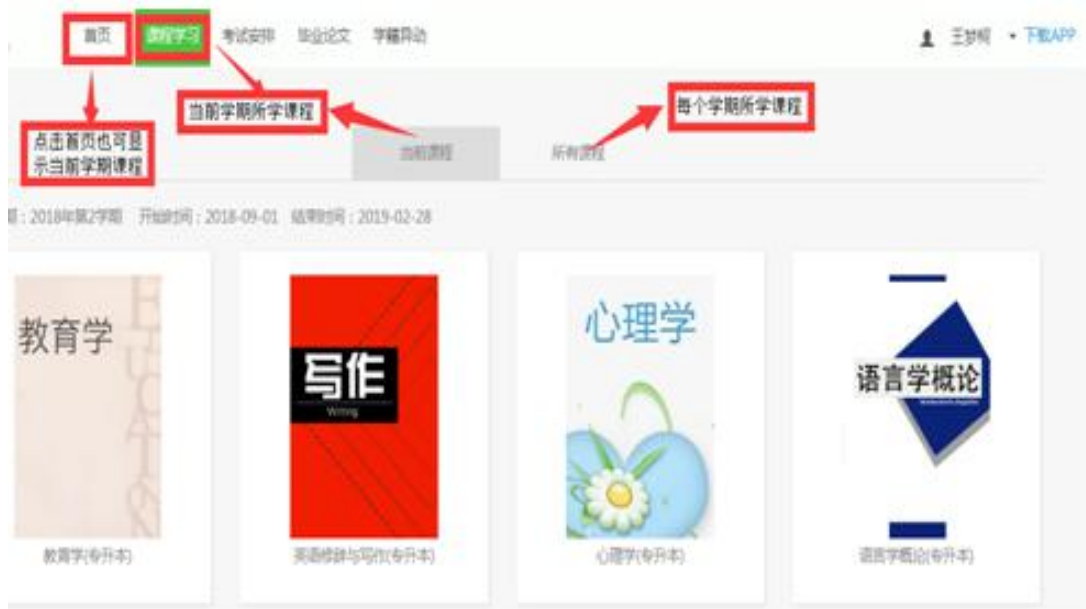 首页 课程学习 考试安排 毕业论文 学籍异动
王梦珂 下载APP
当前学期所学课程
每个学期所学课程
点击首页也可显
示当前学期课程
当前课程 所有课程
期：2018年第2学期 开始时间：2018-09-01 结束时间：2019-02-28
教育学
写作
Writing
心理学
语言学概论
教育学(专升本)
英语修辞与写作(专升本)
心理学(专升本)
语言学概论(专升本)